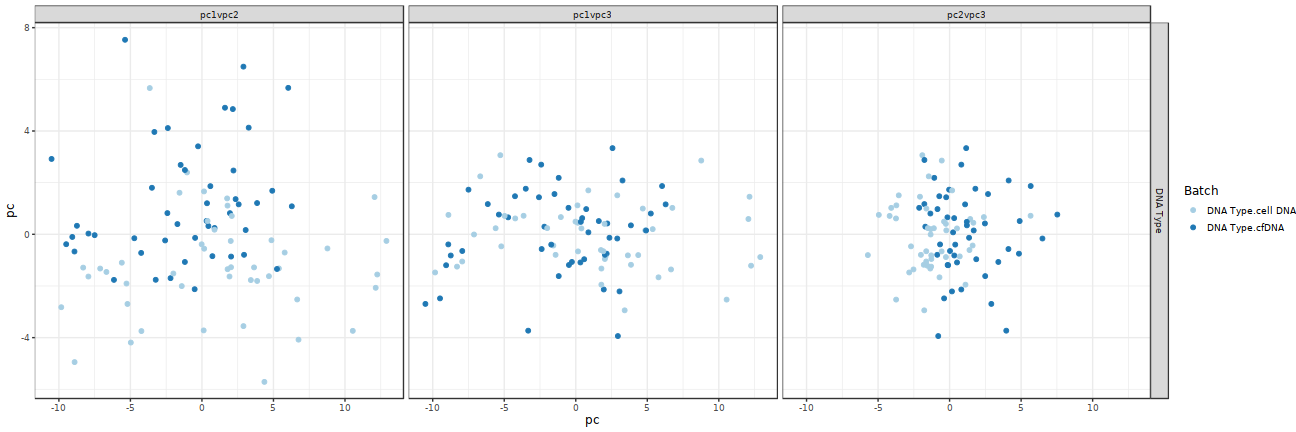 pc1vpc2
pc1vpc3
pc2vpc3
8
4
0
-4
pc
-10
-5
0
5
10
-10
-5
0
5
10
-10
-5
0
5
10
pc
DNA Type
Batch
DNA Type.cell DNA
DNA Type.cfDNA